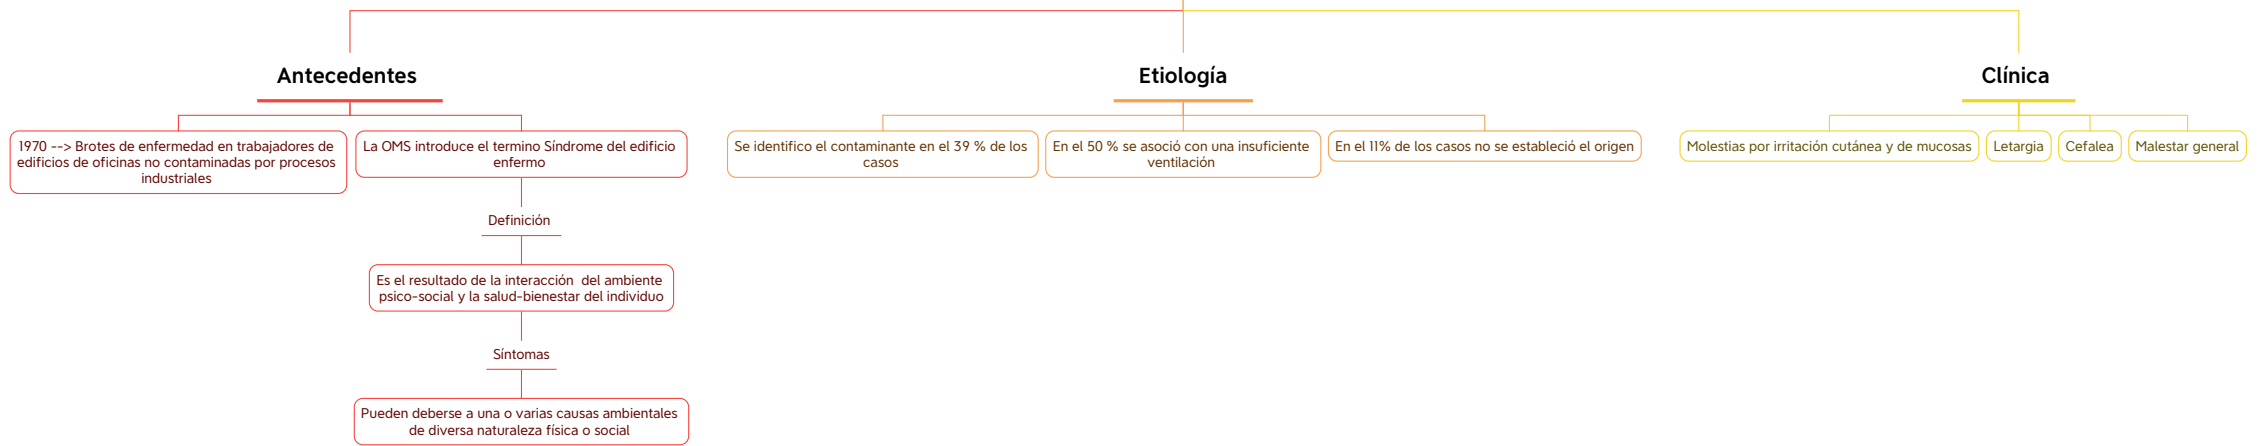 Antecedentes
1970 --> Brotes de enfermedad en trabajadores de
edificios de oficinas no contaminadas por procesos
industriales
La OMS introduce el termino Síndrome del edificio
enfermo
Definición
Es el resultado de la interacción  del ambiente
psico-social y la salud-bienestar del individuo
Síntomas
Pueden deberse a una o varias causas ambientales
de diversa naturaleza física o social
Etiología
Se identifico el contaminante en el 39 % de los
casos
En el 50 % se asoció con una insuficiente
ventilación
En el 11% de los casos no se estableció el origen
Clínica
Molestias por irritación cutánea y de mucosas
Letargia
Cefalea
Malestar general